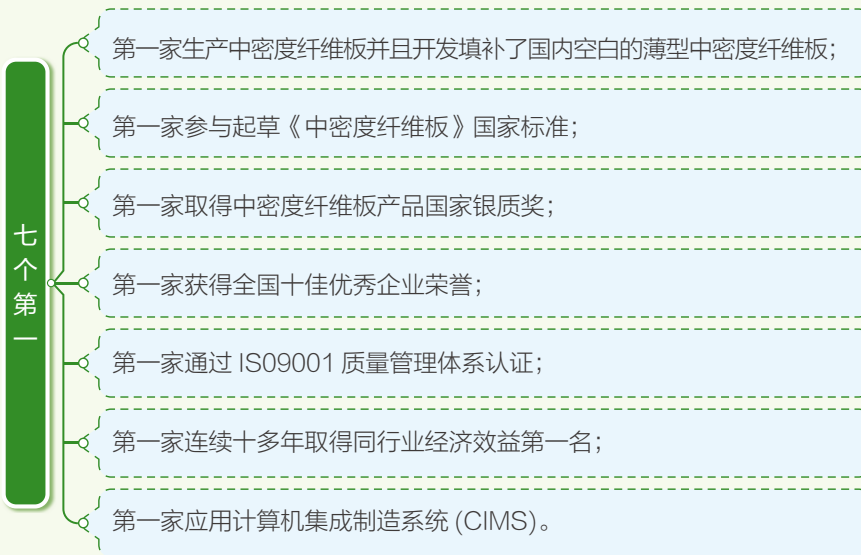 七个第一
第一家生产中密度纤维板并且开发填补了国内空白的薄型中密度纤维板；
第一家参与起草《中密度纤维板》国家标准；
第一家取得中密度纤维板产品国家银质奖；
第一家获得全国十佳优秀企业荣誉；
第一家通过 IS09001 质量管理体系认证；
第一家连续十多年取得同行业经济效益第一名；
第一家应用计算机集成制造系统 (CIMS)。